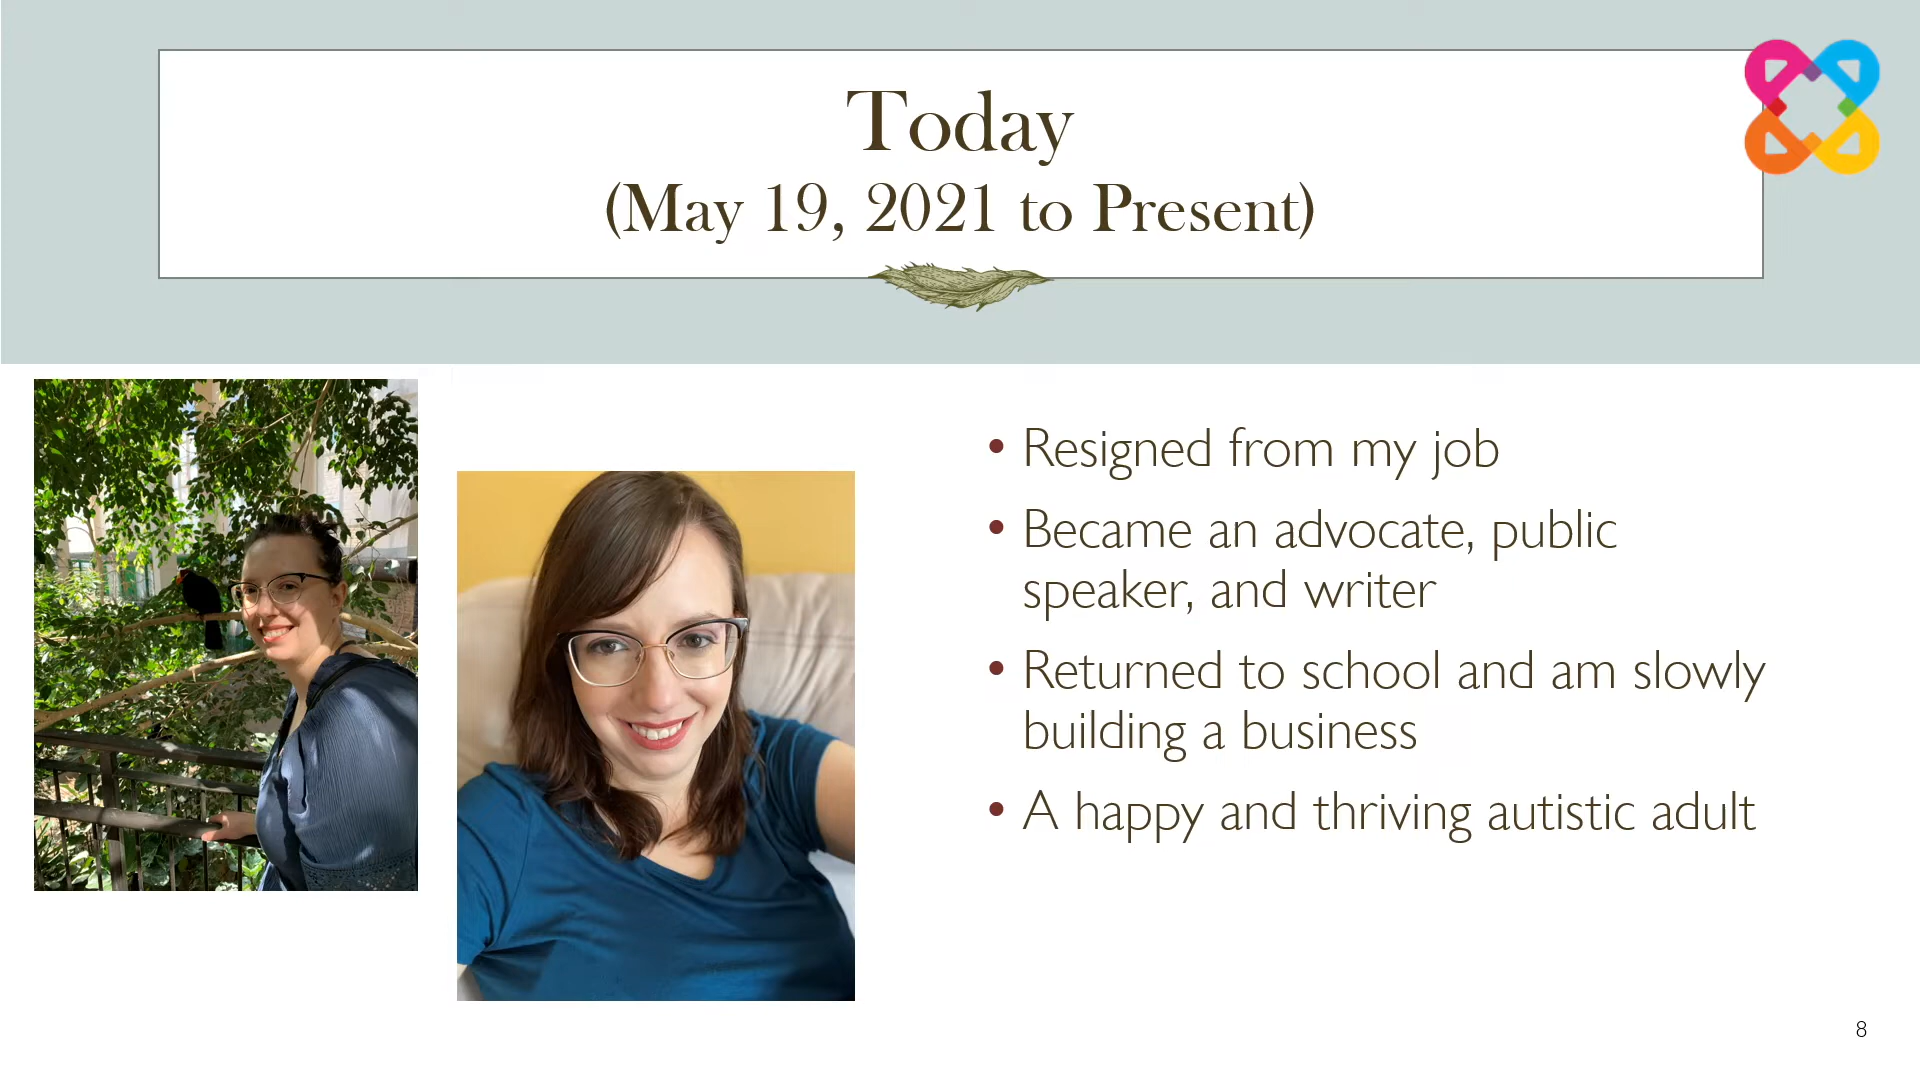 Today
(May 19, 2021 to Present)
• Resigned from my job
• Became an advocate, public
speaker, and writer
• Returned to school and am slowly
building a business
• A happy and thriving autistic adult
8